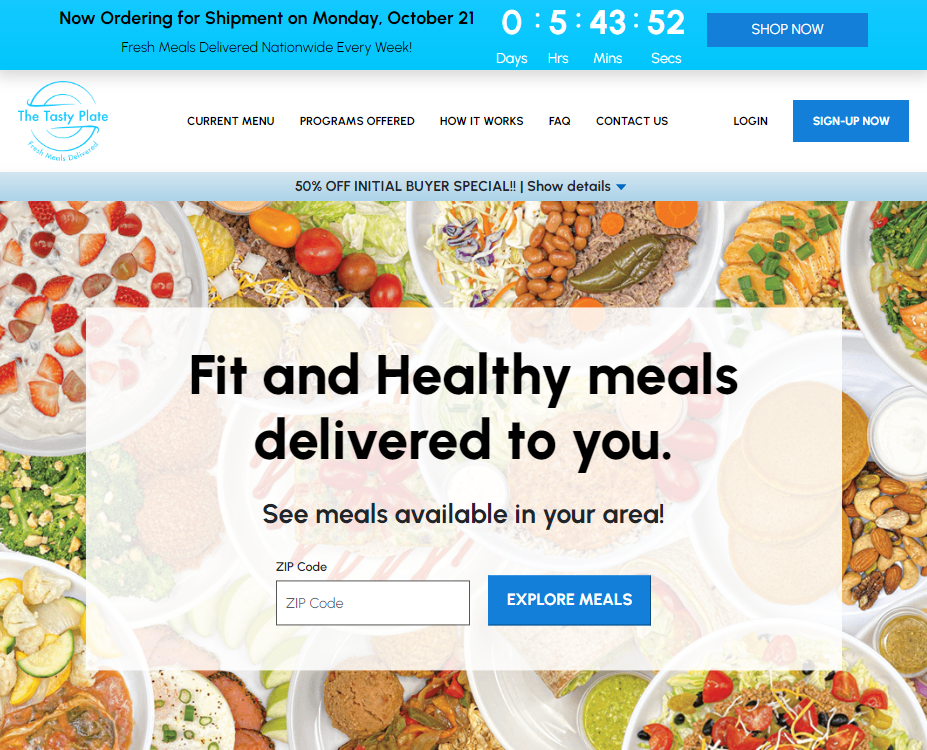 Now Ordering for Shipment on Monday, October 21
Fresh Meals Delivered Nationwide Every Week!
0 : 5 : 43 : 52
Days Hrs Mins Secs
SHOP NOW
The Tasty Plate
Fresh Meals Delivered
CURRENT MENU PROGRAMS OFFERED HOW IT WORKS FAQ CONTACT US LOGIN SIGN-UP NOW
50% OFF INITIAL BUYER SPECIAL!! | Show details
Fit and Healthy meals
delivered to you.
See meals available in your area!
ZIP Code
ZIP Code
EXPLORE MEALS